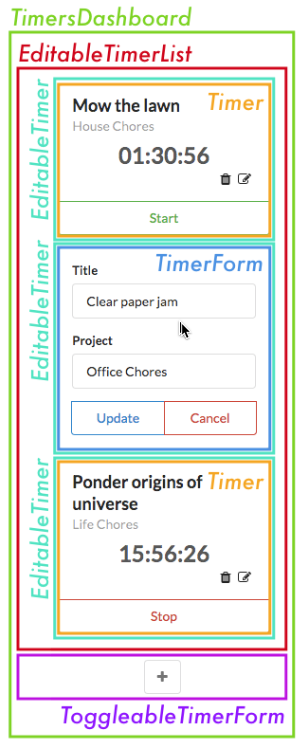 TimersDashboard
EditableTimerList
EditableTimer
Mow the lawn
Timer
House Chores
01:30:56
Start
EditableTimer
TimerForm
Title
Clear paper jam
Project
Office Chores
Update
Cancel
EditableTimer
Ponder origins of
universe
Timer
Life Chores
15:56:26
Stop
+
ToggleableTimerForm